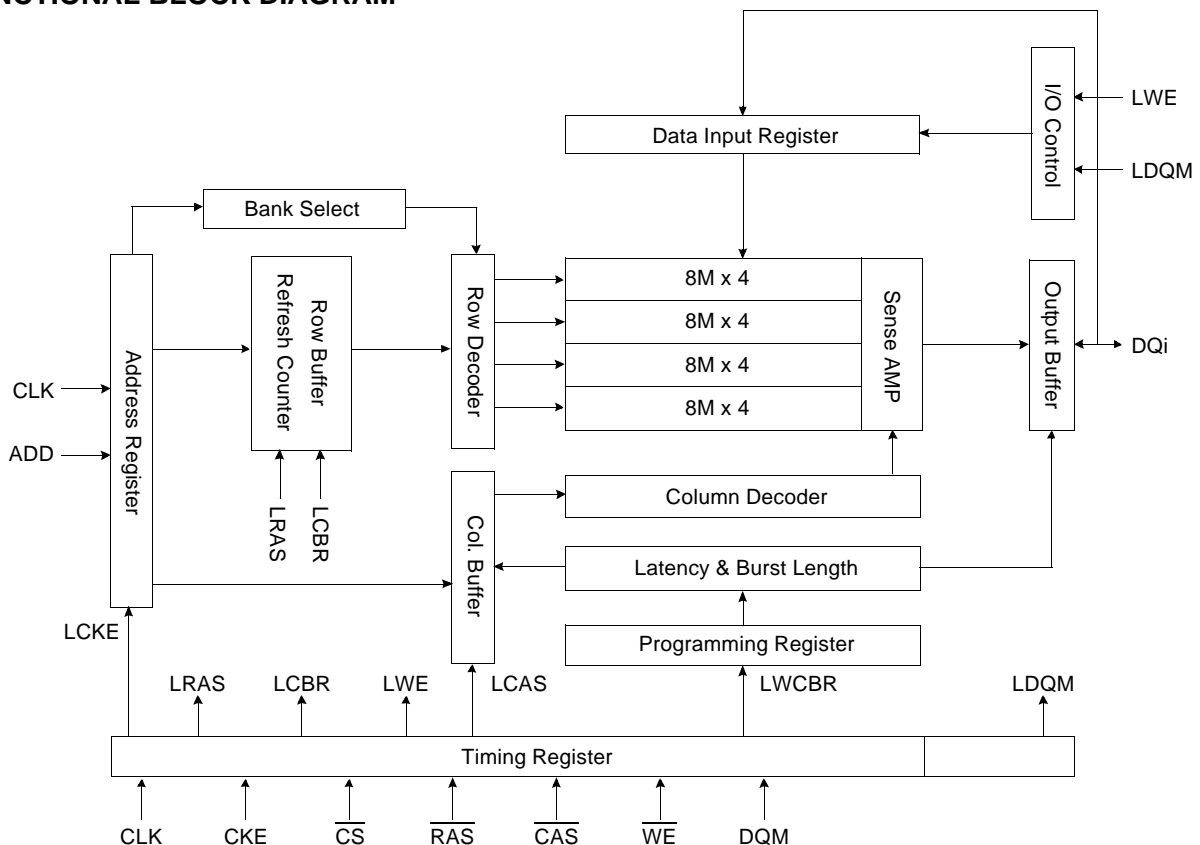 FUNCTIONAL BLOCK DIAGRAM
I/O Control
LWE
LDQM
Data Input Register
Bank Select
Address Register
CLK
ADD
Row Buffer
Refresh Counter
LRAS
LCBR
Row Decoder
8M x 4
8M x 4
8M x 4
8M x 4
Sense AMP
Output Buffer
DQi
Col. Buffer
Column Decoder
Latency & Burst Length
Programming Register
LCKE
LRAS
LCBR
LWE
LCAS
LWCBR
LDQM
Timing Register
CLK
CKE
CS
RAS
CAS
WE
DQM